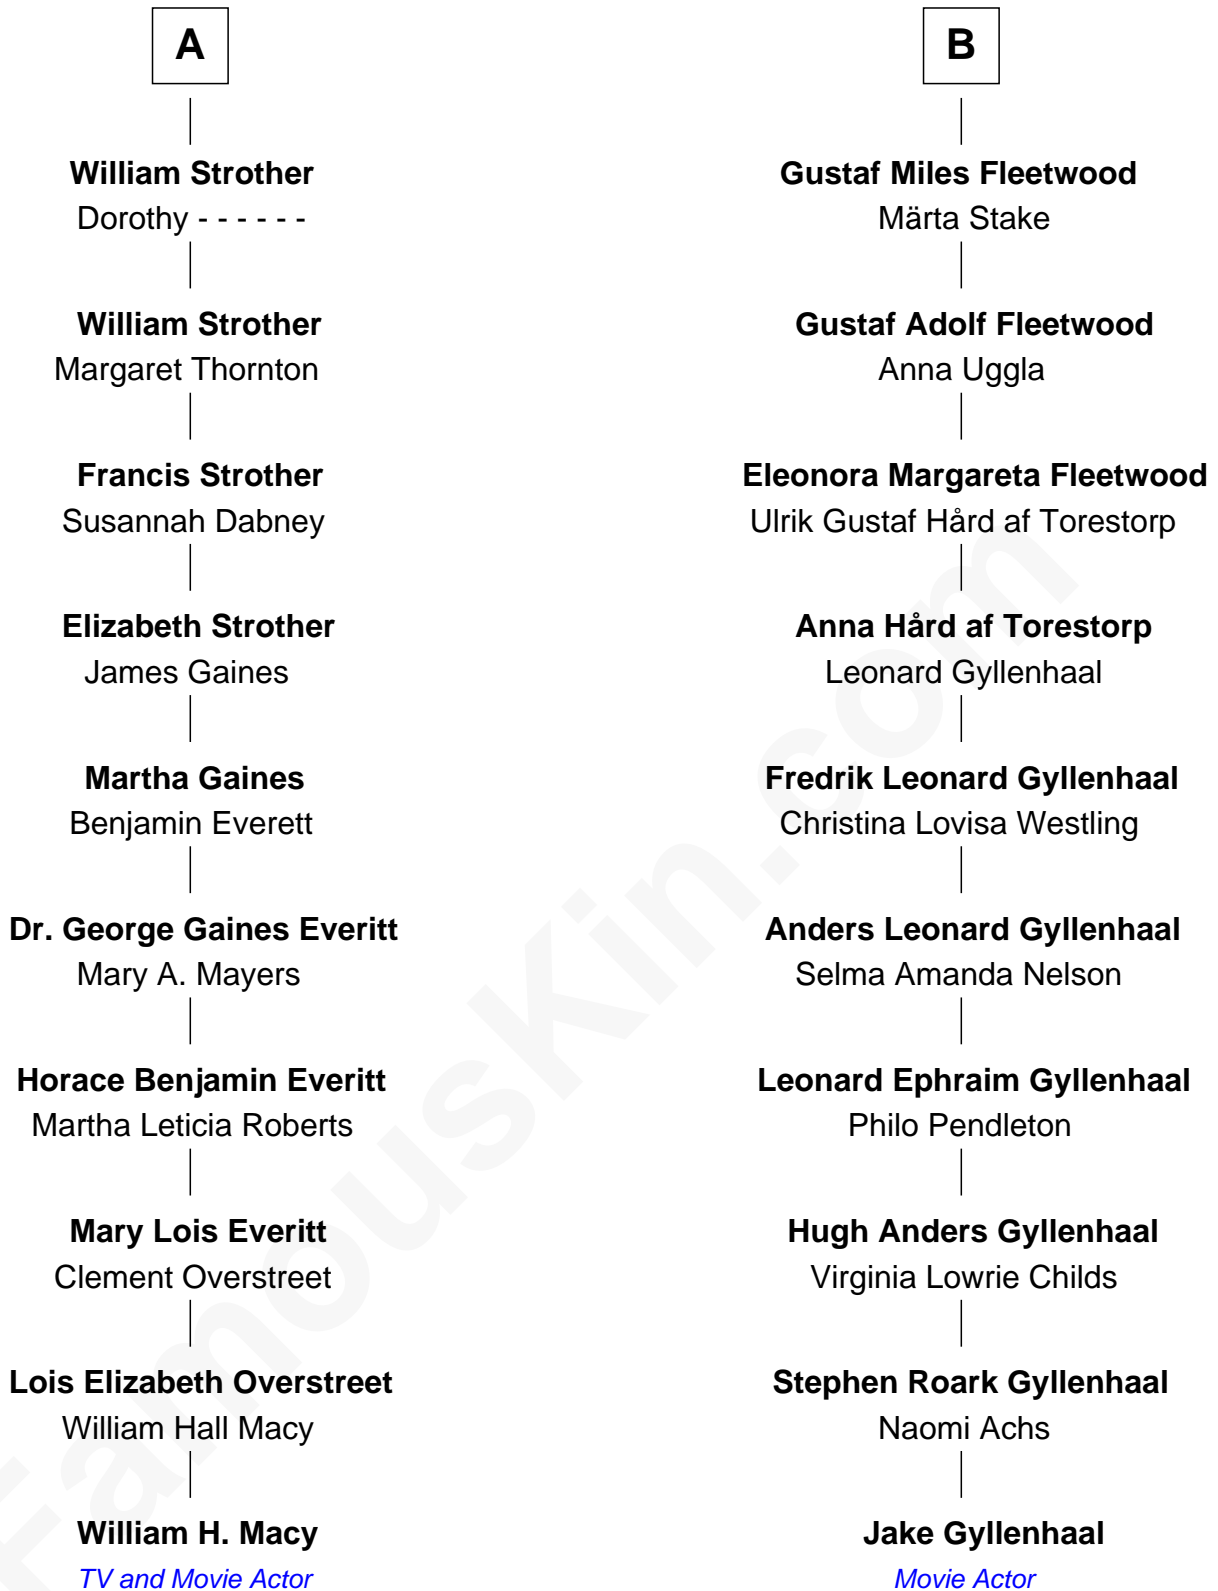 A
William Strother
Dorothy - - - - - -
William Strother
Margaret Thornton
Francis Strother
Susannah Dabney
Elizabeth Strother
James Gaines
Martha Gaines
Benjamin Everett
Dr. George Gaines Everitt
Mary A. Mayers
Horace Benjamin Everitt
Martha Leticia Roberts
Mary Lois Everitt
Clement Overstreet
Lois Elizabeth Overstreet
William Hall Macy
William H. Macy
TV and Movie Actor
B
Gustaf Miles Fleetwood
Märta Stake
Gustaf Adolf Fleetwood
Anna Uggla
Eleonora Margareta Fleetwood
Ulrik Gustaf Hård af Torestorp
Anna Hård af Torestorp
Leonard Gyllenhaal
Fredrik Leonard Gyllenhaal
Christina Lovisa Westling
Anders Leonard Gyllenhaal
Selma Amanda Nelson
Leonard Ephraim Gyllenhaal
Philo Pendleton
Hugh Anders Gyllenhaal
Virginia Lowrie Childs
Stephen Roark Gyllenhaal
Naomi Achs
Jake Gyllenhaal
Movie Actor
FamousKin.com